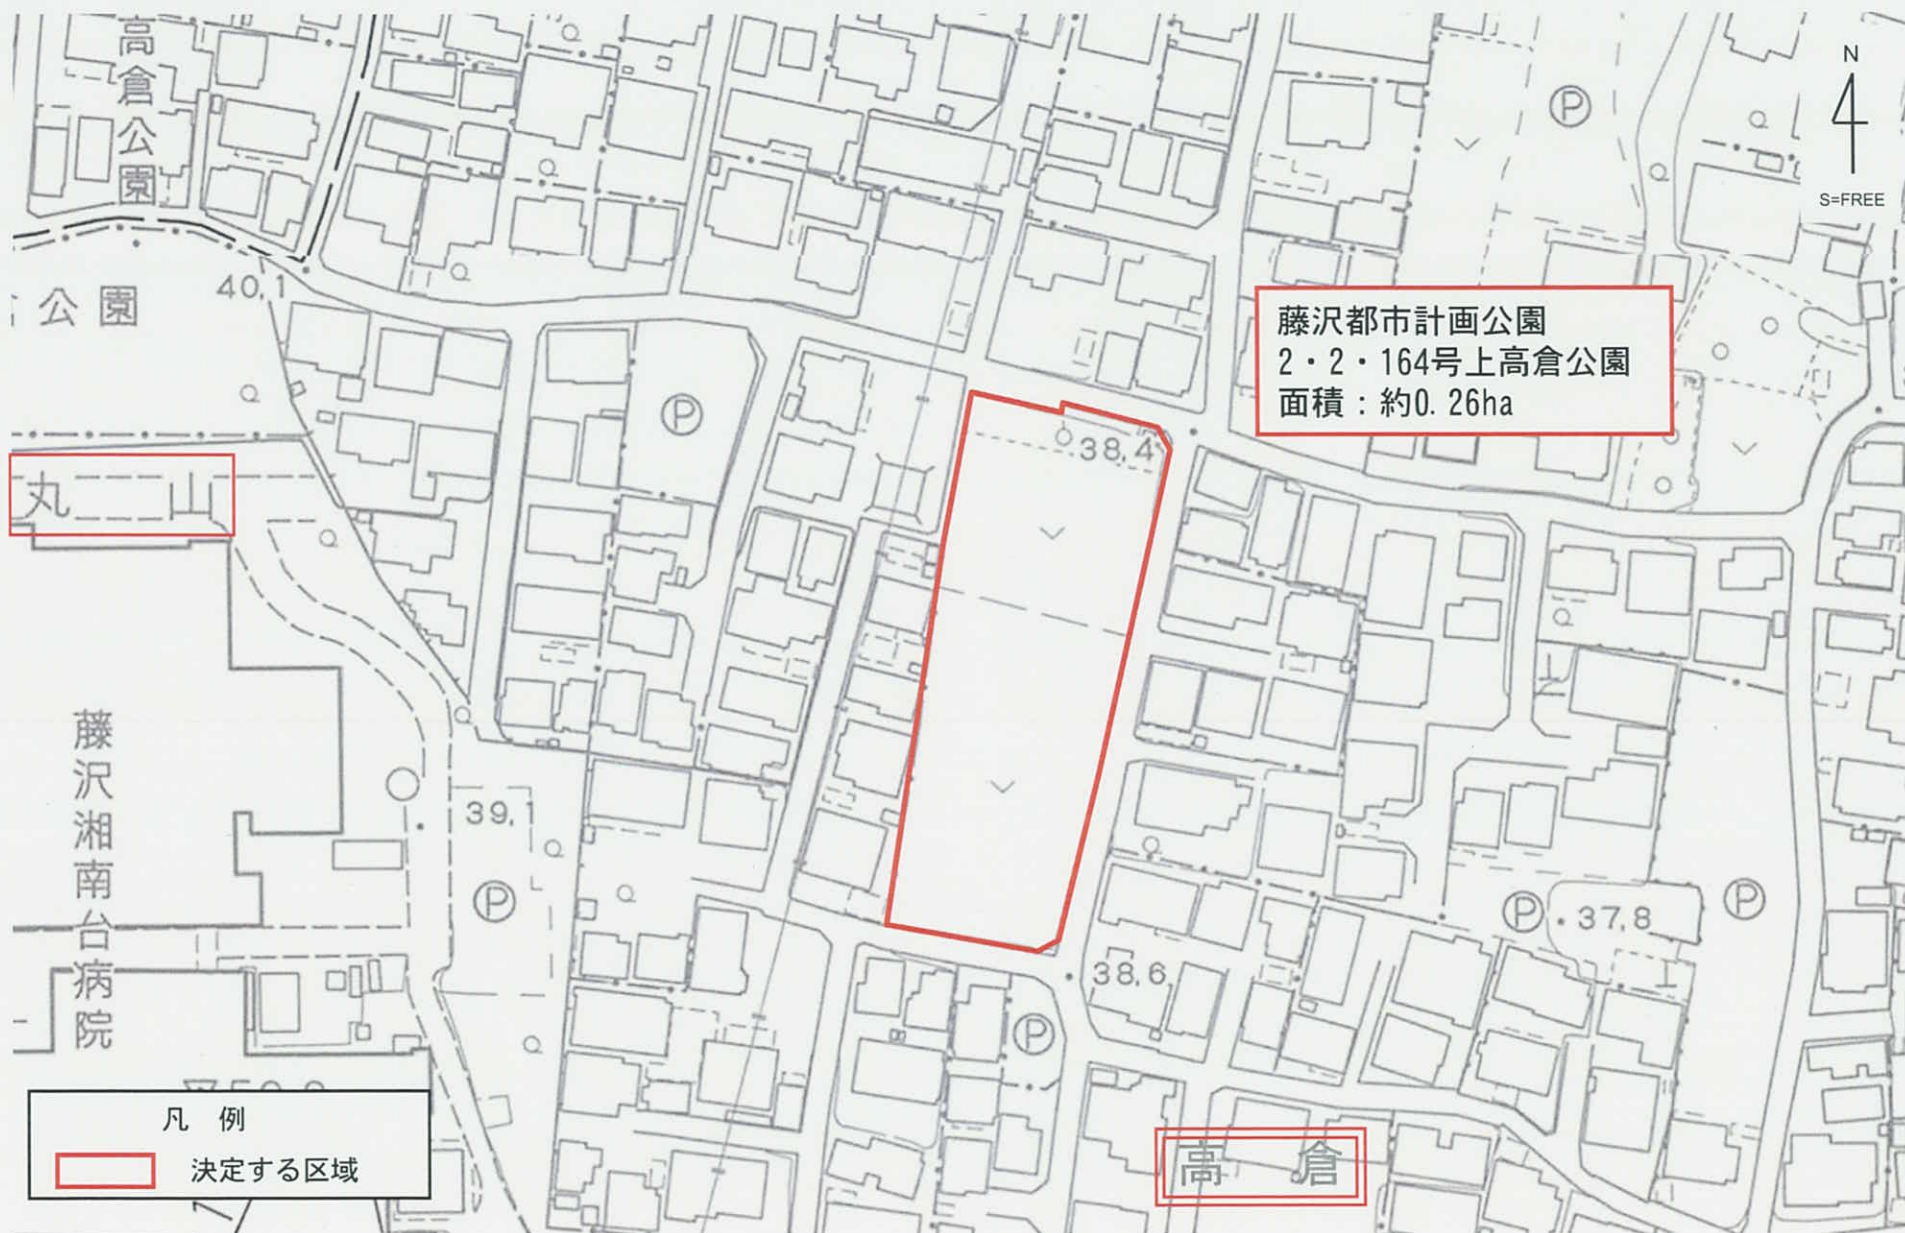 高倉公園
N
S=FREE
Ⓟ
40.1
公園
藤沢都市計画公園
2・2・164号上高倉公園
面積：約0.26ha
Ⓟ
38.4
丸山
藤沢湘南台病院
39.1
Ⓟ
Ⓟ
37.8
Ⓟ
38.6
Ⓟ
凡 例
決定する区域
高倉